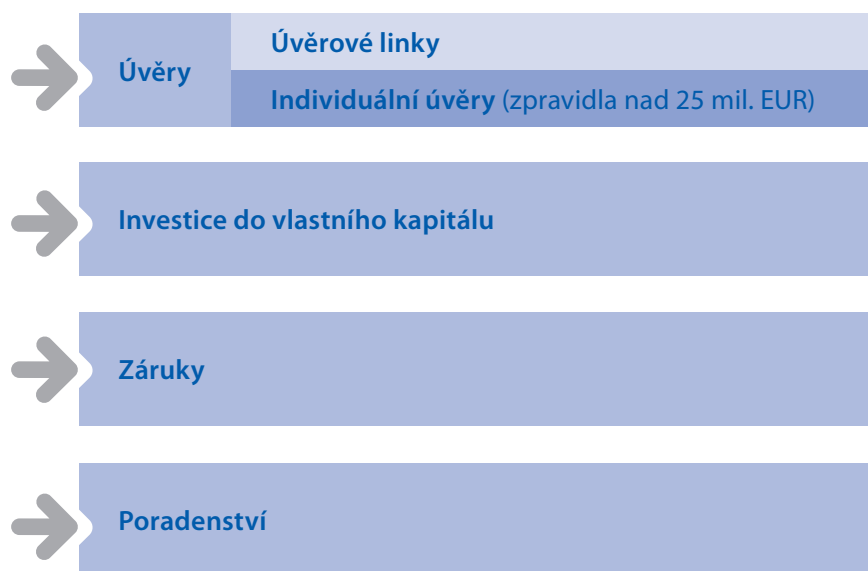 Úvěry
Úvěrové linky
Individuální úvěry (zpravidla nad 25 mil. EUR)
Investice do vlastního kapitálu
Záruky
Poradenství